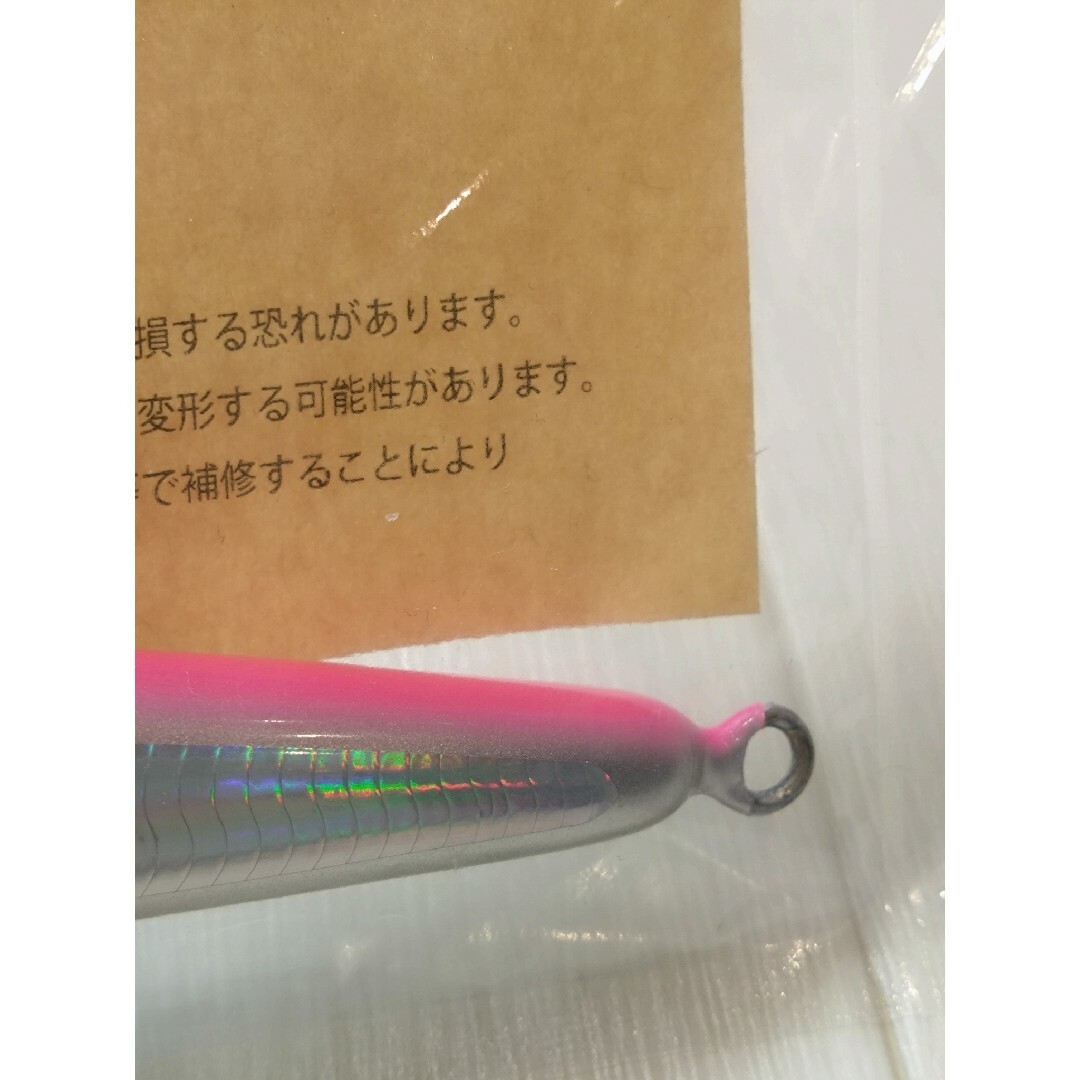 損する恐れがあります。
変形する可能性があります。
で補修することにより